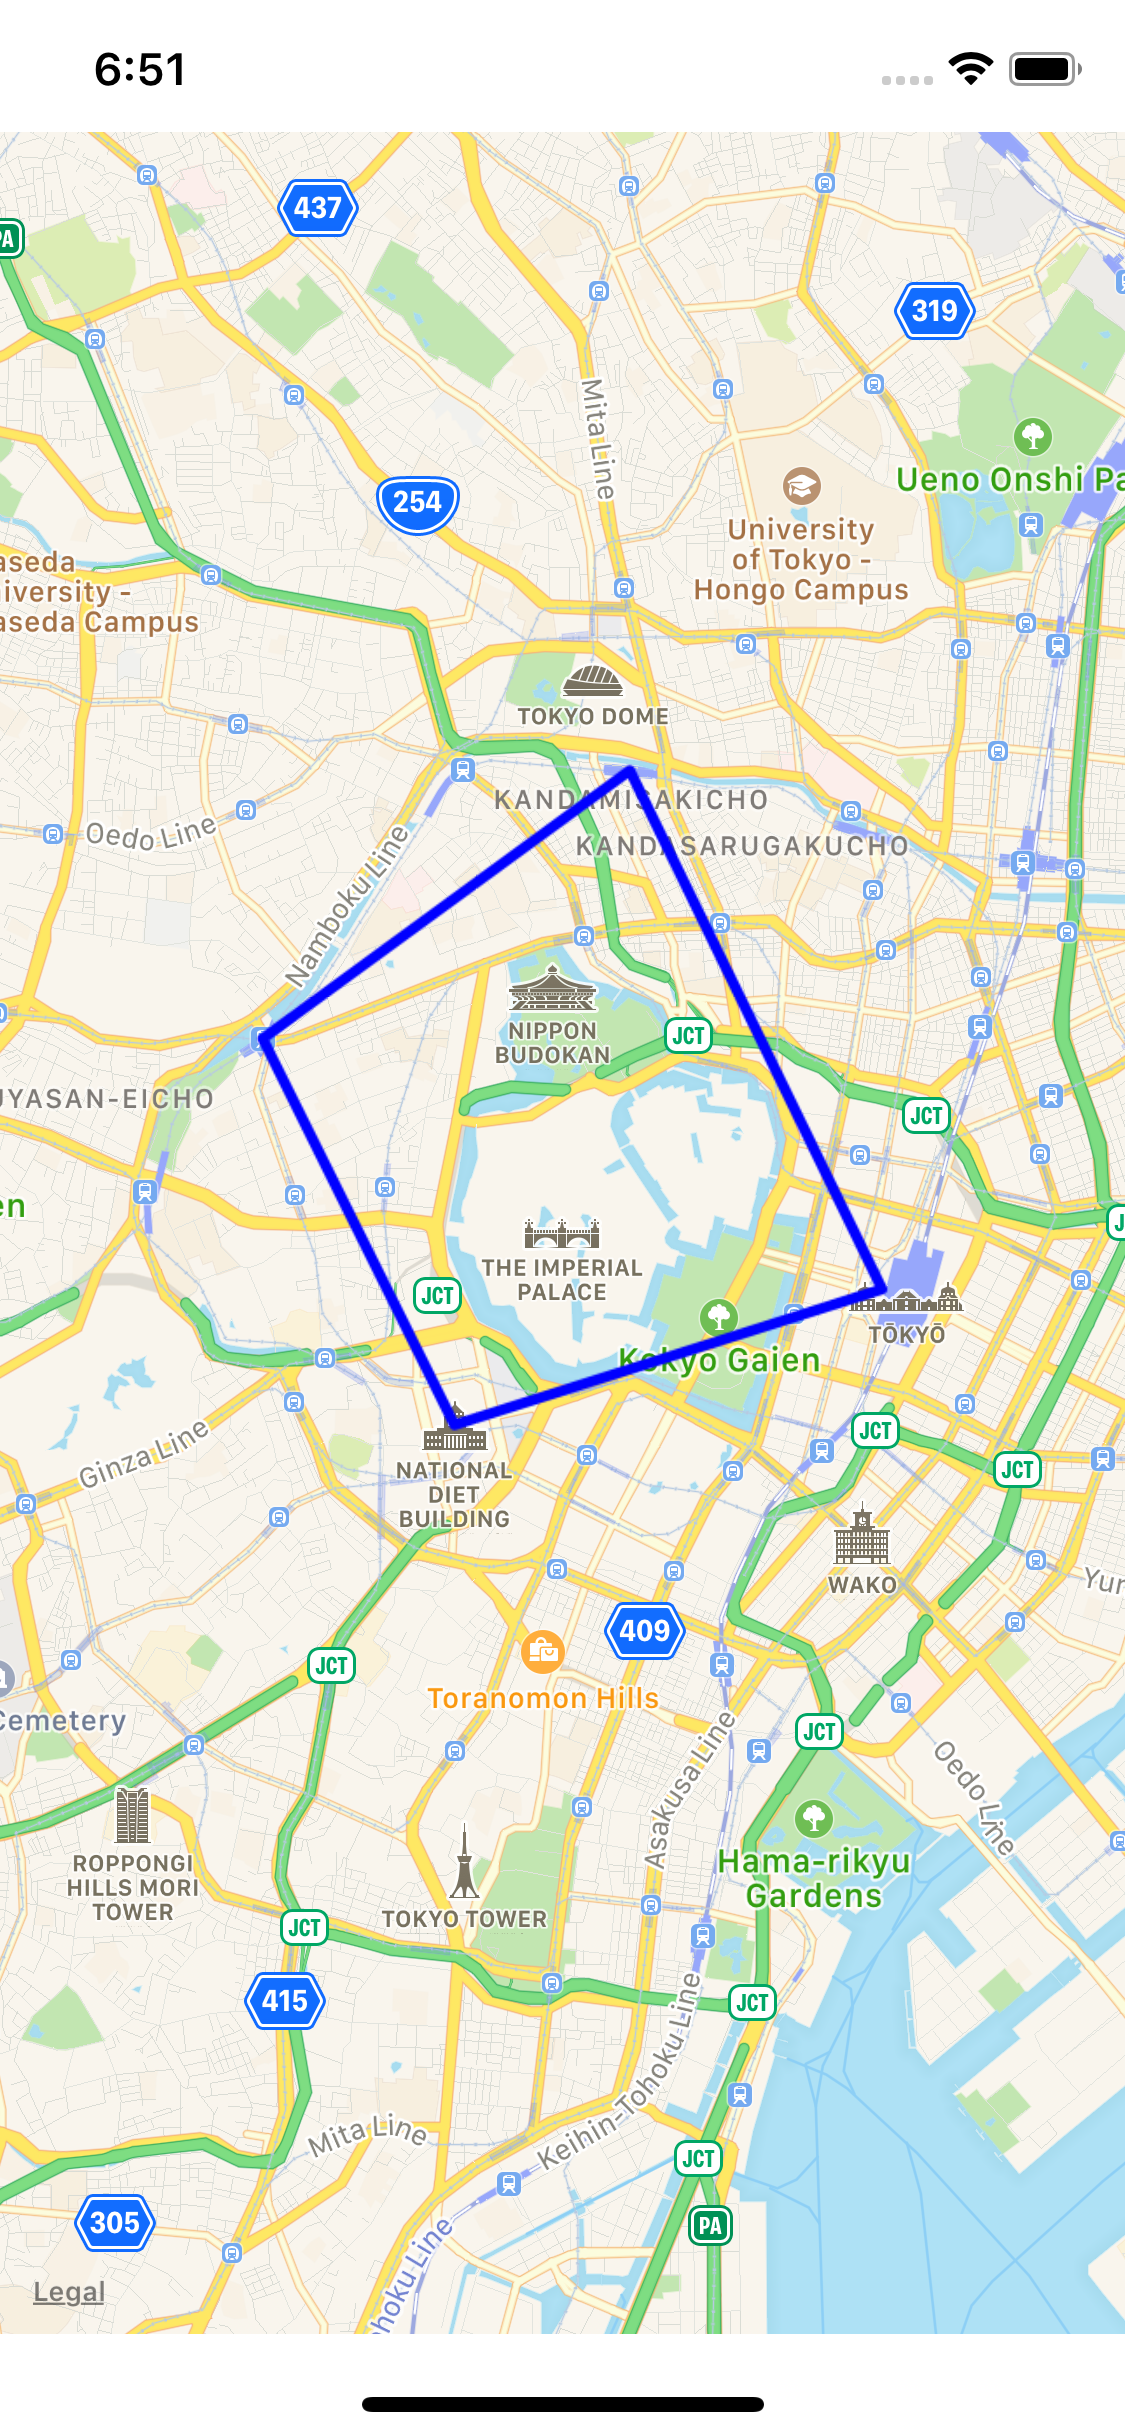 6:51
437
PA
319
Mita Line
254
Ueno Onshi Pa
University
of Tokyo -
Hongo Campus
aseda
iversity -
aseda Campus
TOKYO DOME
KANDAMISAKICHO
Oedo Line
KANDASARUGAKUCHO
Namboku Line
NIPPON
BUDOKAN
JCT
UYASAN-EICHO
JCT
en
J
THE IMPERIAL
PALACE
JCT
TŌKYŌ
Kokyo Gaien
JCT
Ginza Line
NATIONAL
DIET
BUILDING
JCT
WAKO
Yur
409
JCT
Toranomon Hills
Cemetery
JCT
Asakusa Line
Oedo Line
ROPPONGI
HILLS MORI
TOWER
Hama-rikyu
Gardens
TOKYO TOWER
JCT
415
JCT
Keihin-Tohoku Line
Mita Line
JCT
305
PA
hoku Line
Legal